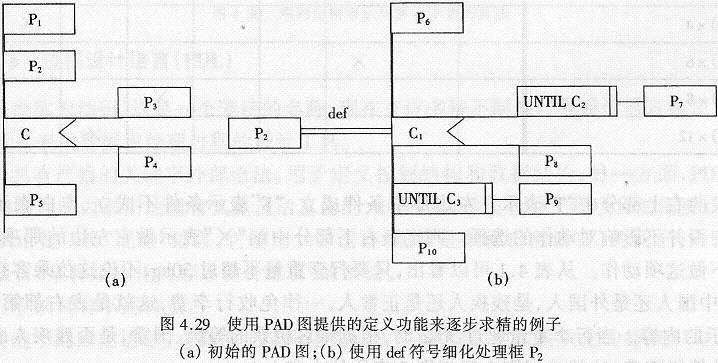 P₁
P₂
P₃
C
P₄
P₅
(a)
P₆
UNTIL C₂
P₇
def
P₂
C₁
P₈
UNTIL C₃
P₉
P₁₀
(b)
图 4.29 使用 PAD 图提供的定义功能来逐步求精的例子
(a) 初始的 PAD 图;(b) 使用 def 符号细化处理框 P₂